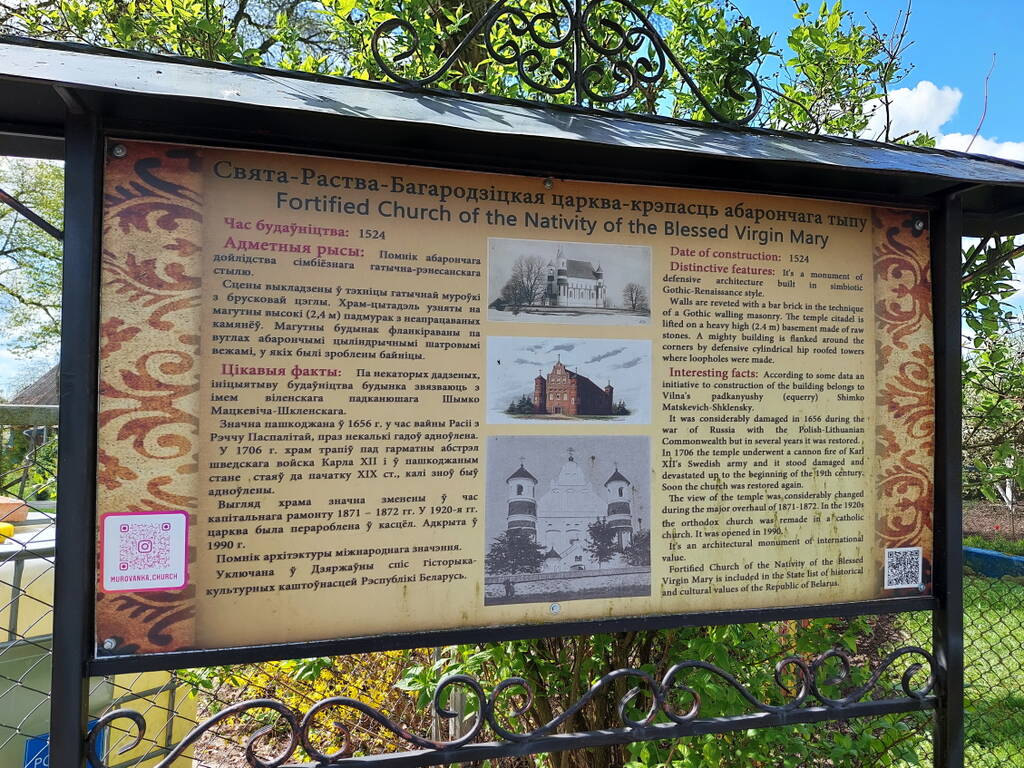 Свята-Раства-Багародзіцкая царква-крэпасць абарончага тыпу
Fortified Church of the Nativity of the Blessed Virgin Mary
Час будаўніцтва: 1524
Адметныя рысы: Помнік абарончага
дойлідства сімбіёзнага гатычна-рэнесанскага
стылю.
Сцены выкладзены ў тэхніцы гатычнай муроўкі
з брусковай цэглы. Храм-цытадэль узняты на
магутны высокі (2,4 м) падмурак з неапрацаваных
камянёў. Магутны будынак фланкіраваны па
вуглах абарончымі цыліндрычнымі шатровымі
вежамі, у якіх былі зроблены байніцы.
Цікавыя факты: Па некаторых дадзеных,
ініцыятыву будаўніцтва будынка звязваюць з
імем віленскага падканюшага Шымко
Мацкевіча-Шкленскага.
Значна пашкоджана ў 1656 г. у час вайны Расіі з
Рэччу Паспалітай, праз некалькі гадоў адноўлена.
У 1706 г. храм трапіў пад гарматны абстрэл
шведскага войска Карла XII і ў пашкоджаным
стане стаяў да пачатку XIX ст., калі зноў быў
адноўлены.
Выгляд храма значна зменены ў час
капітальнага рамонту 1871 – 1872 гг. У 1920-я гг.
царква была перароблена ў касцёл. Адкрыта ў
1990 г.
Помнік архітэктуры міжнароднага значэння.
Уключана ў Дзяржаўны спіс гісторыка-
культурных каштоўнасцей Рэспублікі Беларусь.
MUROVANKA_CHURCH
Date of construction: 1524
Distinctive features: It's a monument of
defensive architecture built in simbiotic
Gothic-Renaissance style.
Walls are reveted with a bar brick in the technique
of a Gothic walling masonry. The temple citadel is
lifted on a heavy high (2.4 m) basement made of raw
stones. A mighty building is flanked around the
corners by defensive cylindrical hip roofed towers
where loopholes were made.
Interesting facts: According to some data an
initiative to construction of the building belongs to
Vilna's padkanyushy (equerry) Shimko
Matskevich-Shklensky.
It was considerably damaged in 1656 during the
war of Russia with the Polish-Lithuanian
Commonwealth but in several years it was restored.
In 1706 the temple underwent a cannon fire of Karl
XII's Swedish army and it stood damaged and
devastated up to the beginning of the 19th century.
Soon the church was restored again.
The view of the temple was considerably changed
during the major overhaul of 1871-1872. In the 1920s
the orthodox church was remade in a catholic
church. It was opened in 1990.
It's an architectural monument of international
value.
Fortified Church of the Nativity of the Blessed
Virgin Mary is included in the State list of historical
and cultural values of the Republic of Belarus.